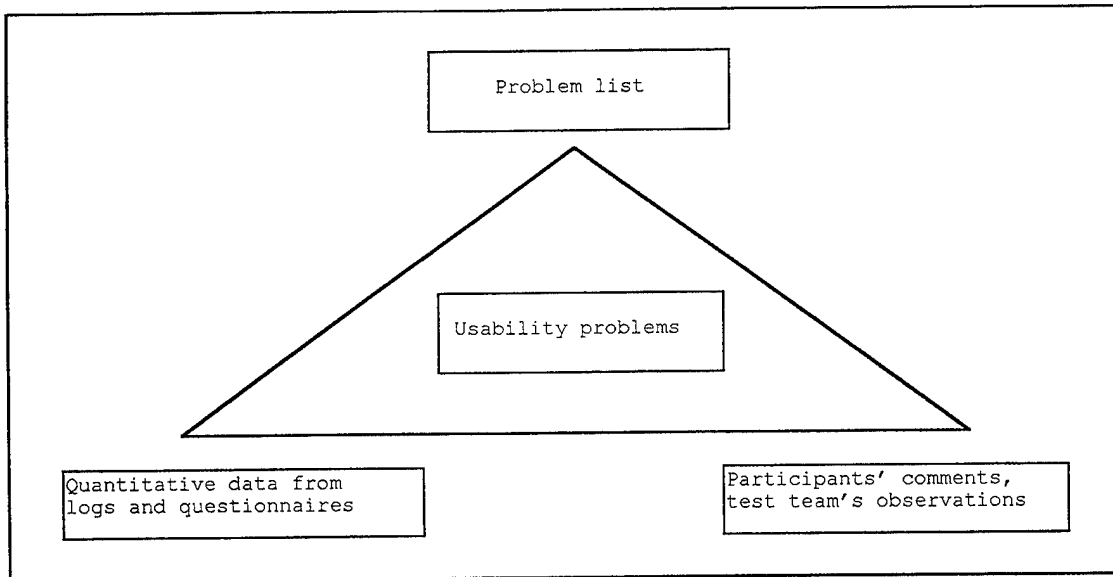 Problem list
Usability problems
Quantitative data from
logs and questionnaires
Participants' comments,
test team's observations